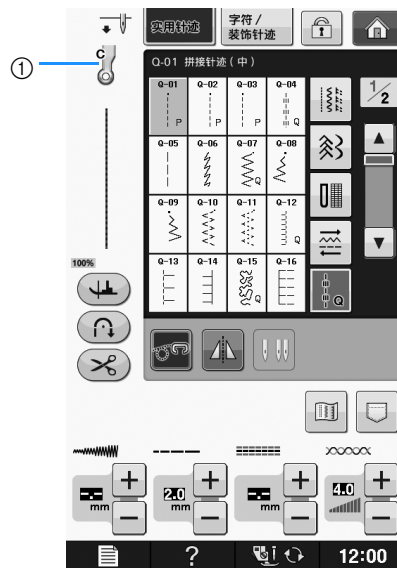 实用针迹
字符 /
装饰针迹
C
①
Q-01 拼接针迹 ( 中 )
1/2
Q-01 Q-02 Q-03 Q-04
P P P Q
Q-05 Q-06 Q-07 Q-08
Q
Q-09 Q-10 Q-11 Q-12
Q
100%
Q-13 Q-14 Q-15 Q-16
Q
Q
mm 2.0 mm mm 4.0
? 12:00